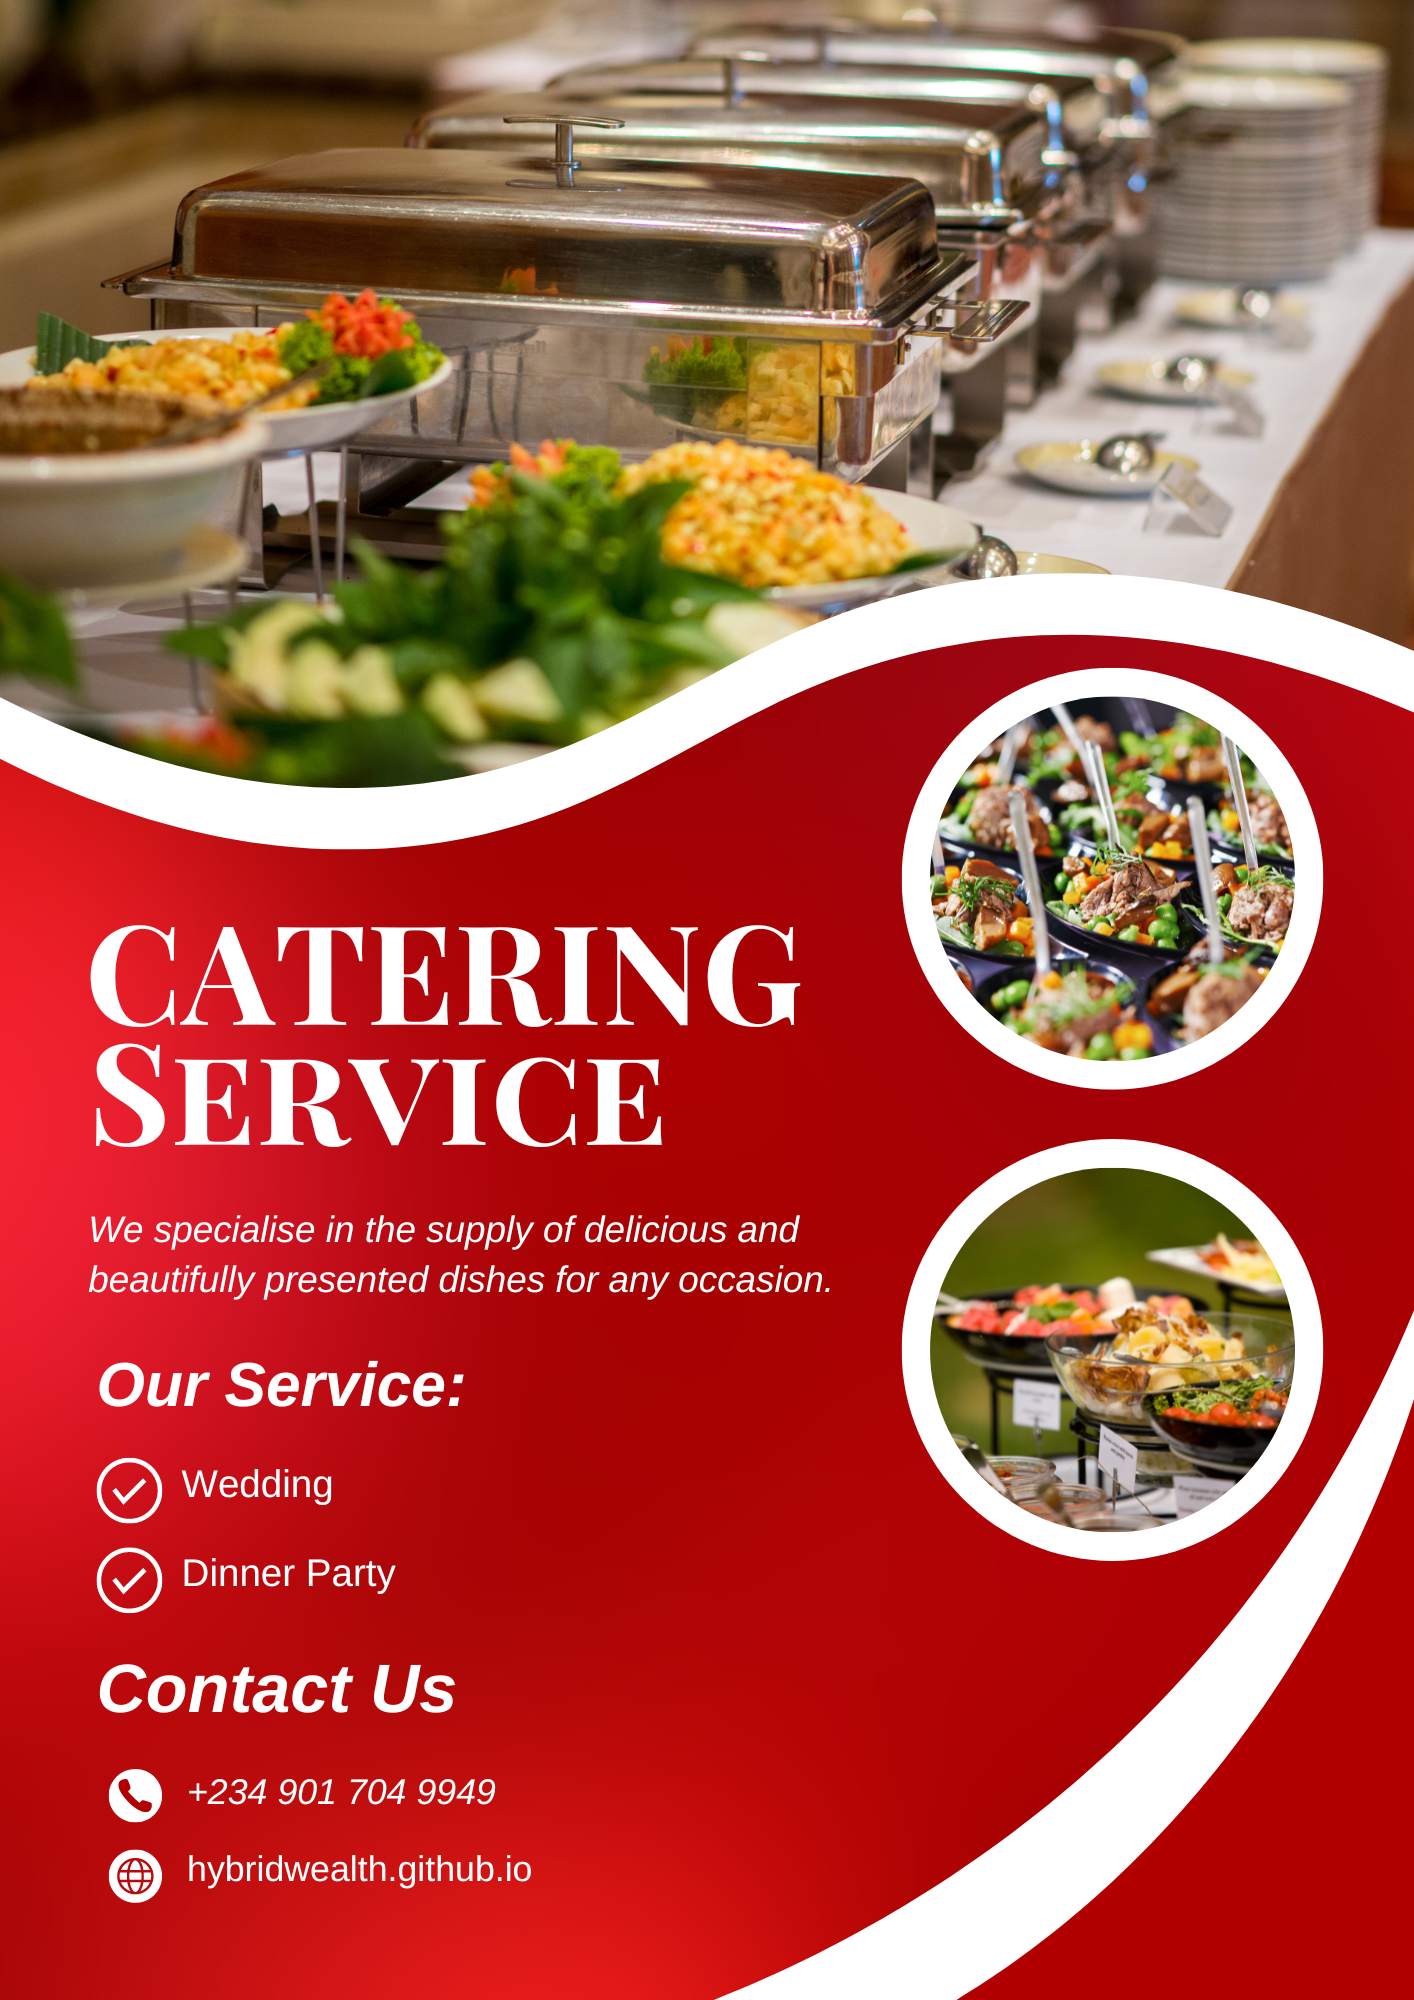 CATERING
SERVICE
We specialise in the supply of delicious and
beautifully presented dishes for any occasion.
Our Service:
Wedding
Dinner Party
Contact Us
+234 901 704 9949
hybridwealth.github.io